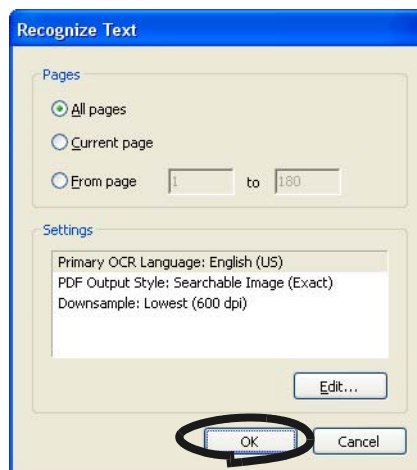 Recognize Text
Pages
All pages
Current page
From page 1 to 180
Settings
Primary OCR Language: English (US)
PDF Output Style: Searchable Image (Exact)
Downsample: Lowest (600 dpi)
Edit...
OK Cancel